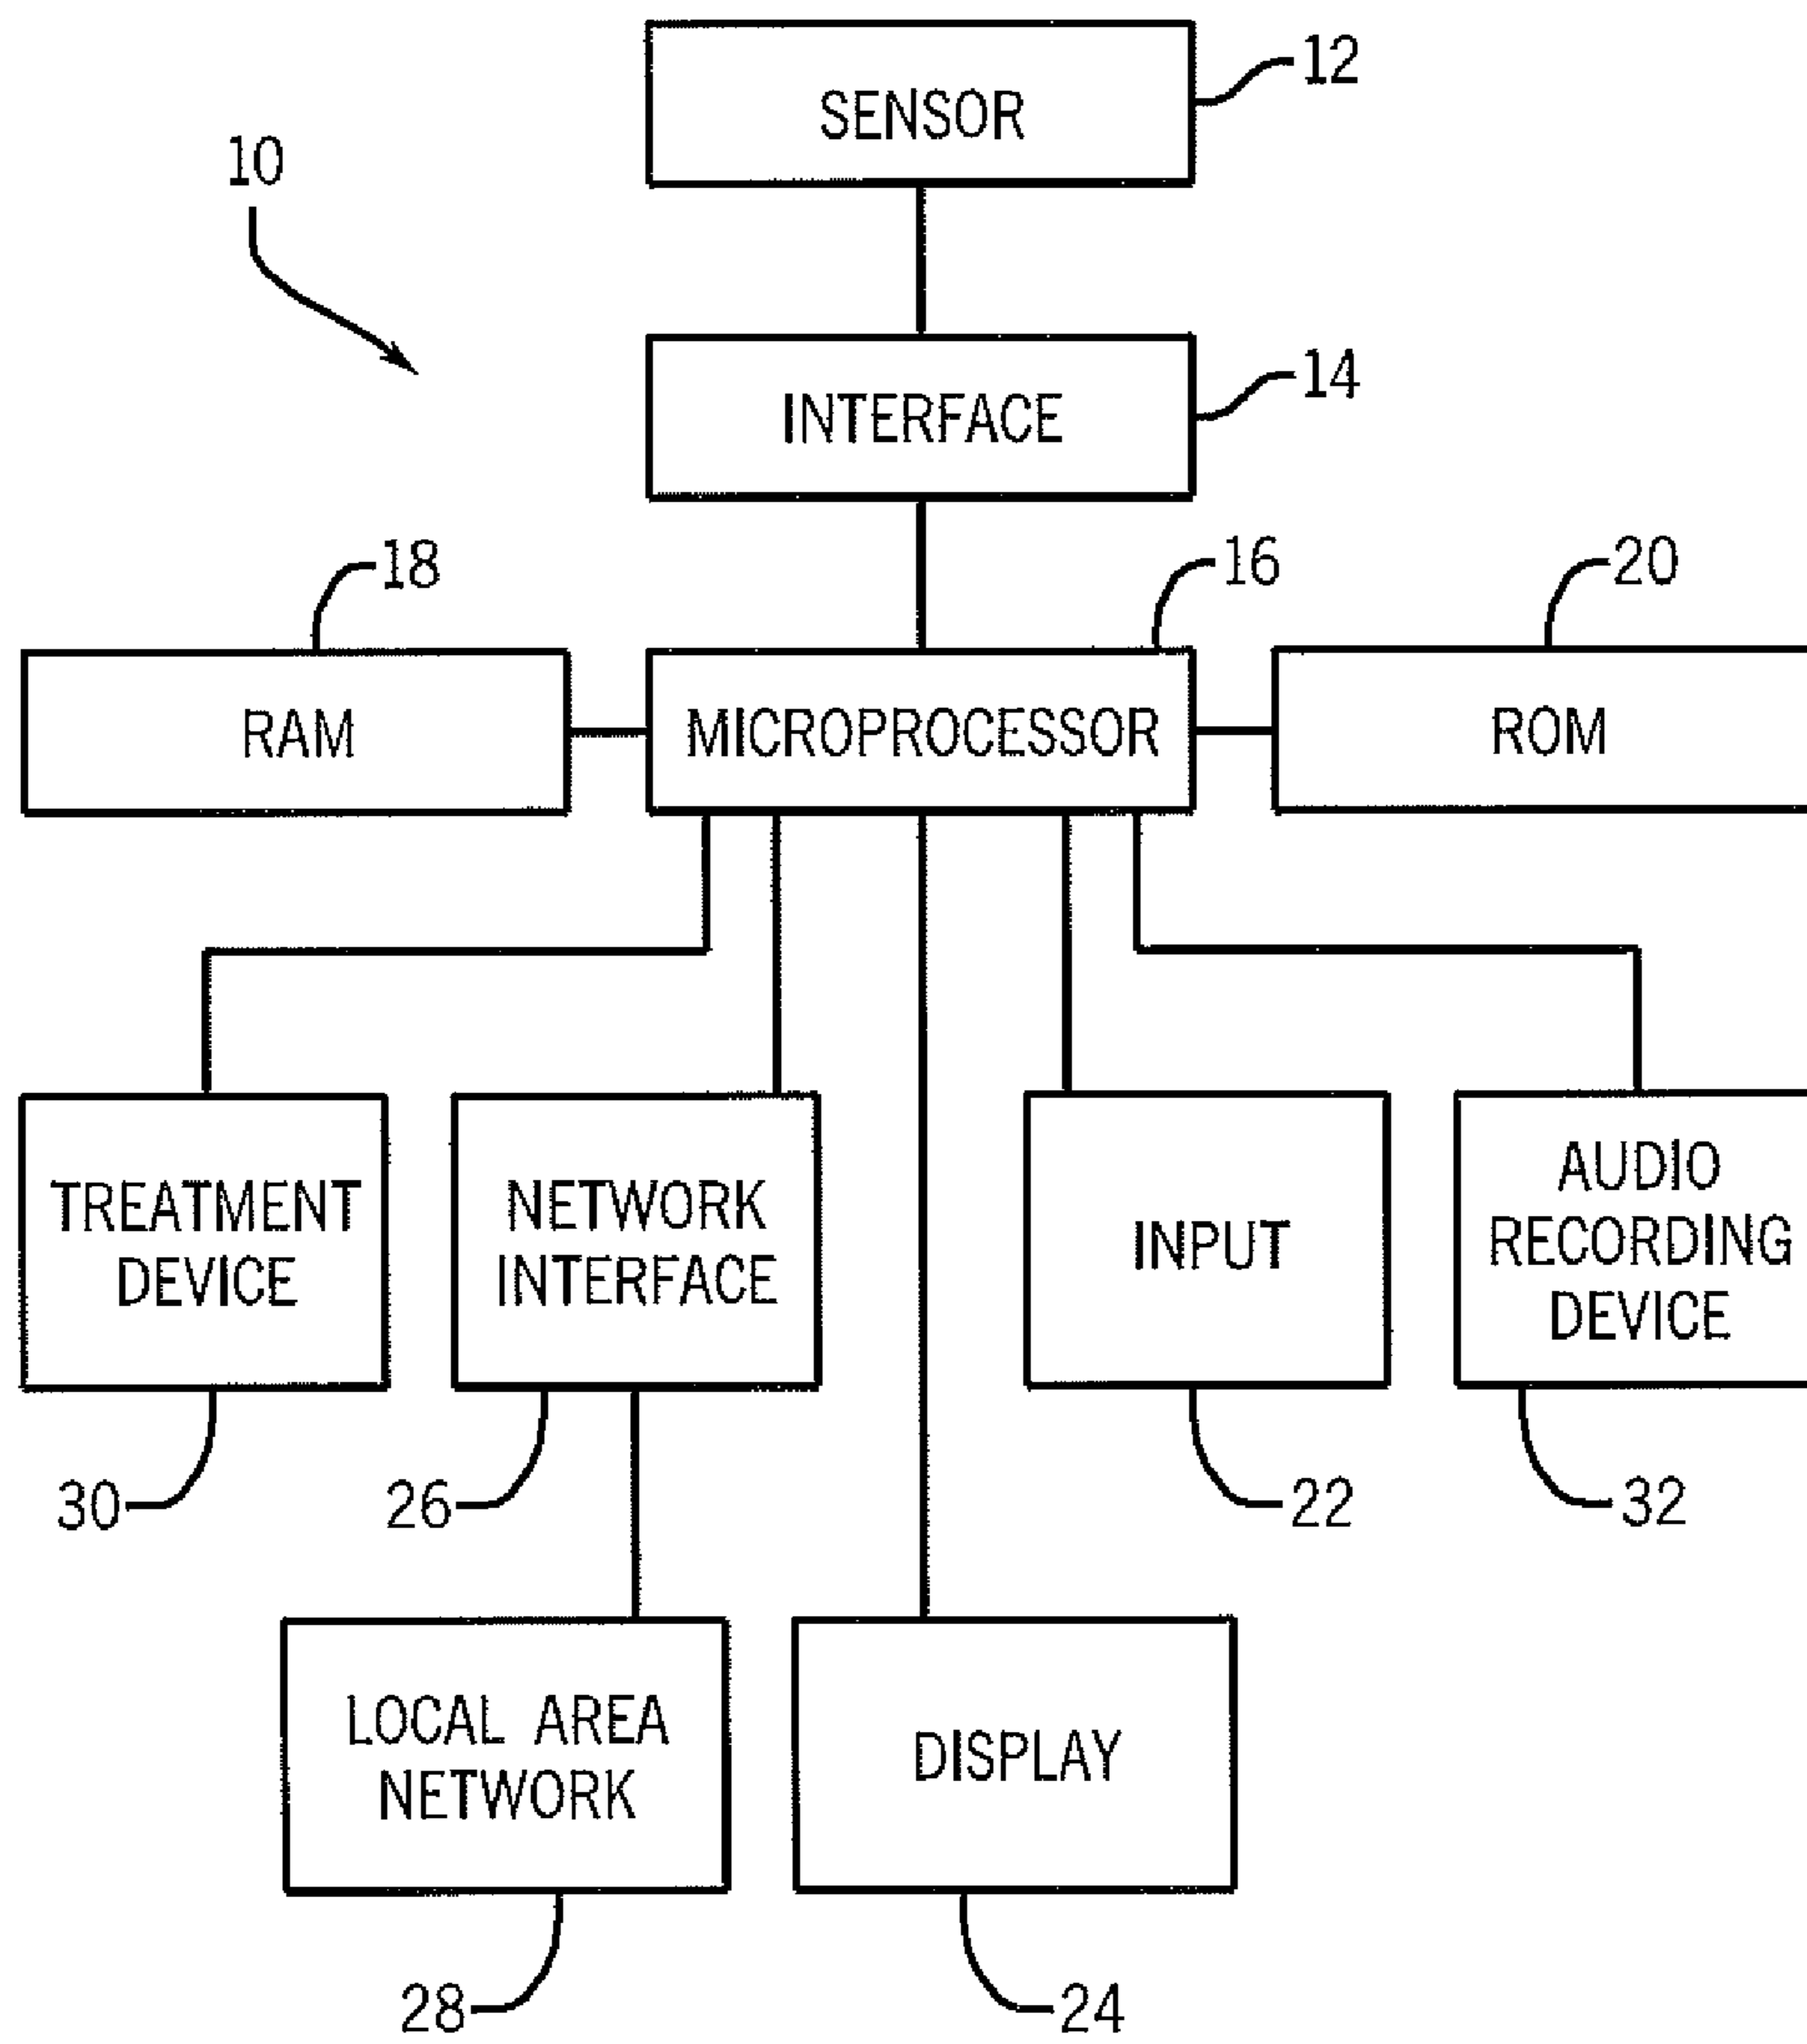 12
SENSOR
10
14
INTERFACE
18
16
20
RAM
MICROPROCESSOR
ROM
TREATMENT
DEVICE
NETWORK
INTERFACE
INPUT
AUDIO
RECORDING
DEVICE
30
26
22
32
LOCAL AREA
NETWORK
DISPLAY
28
24